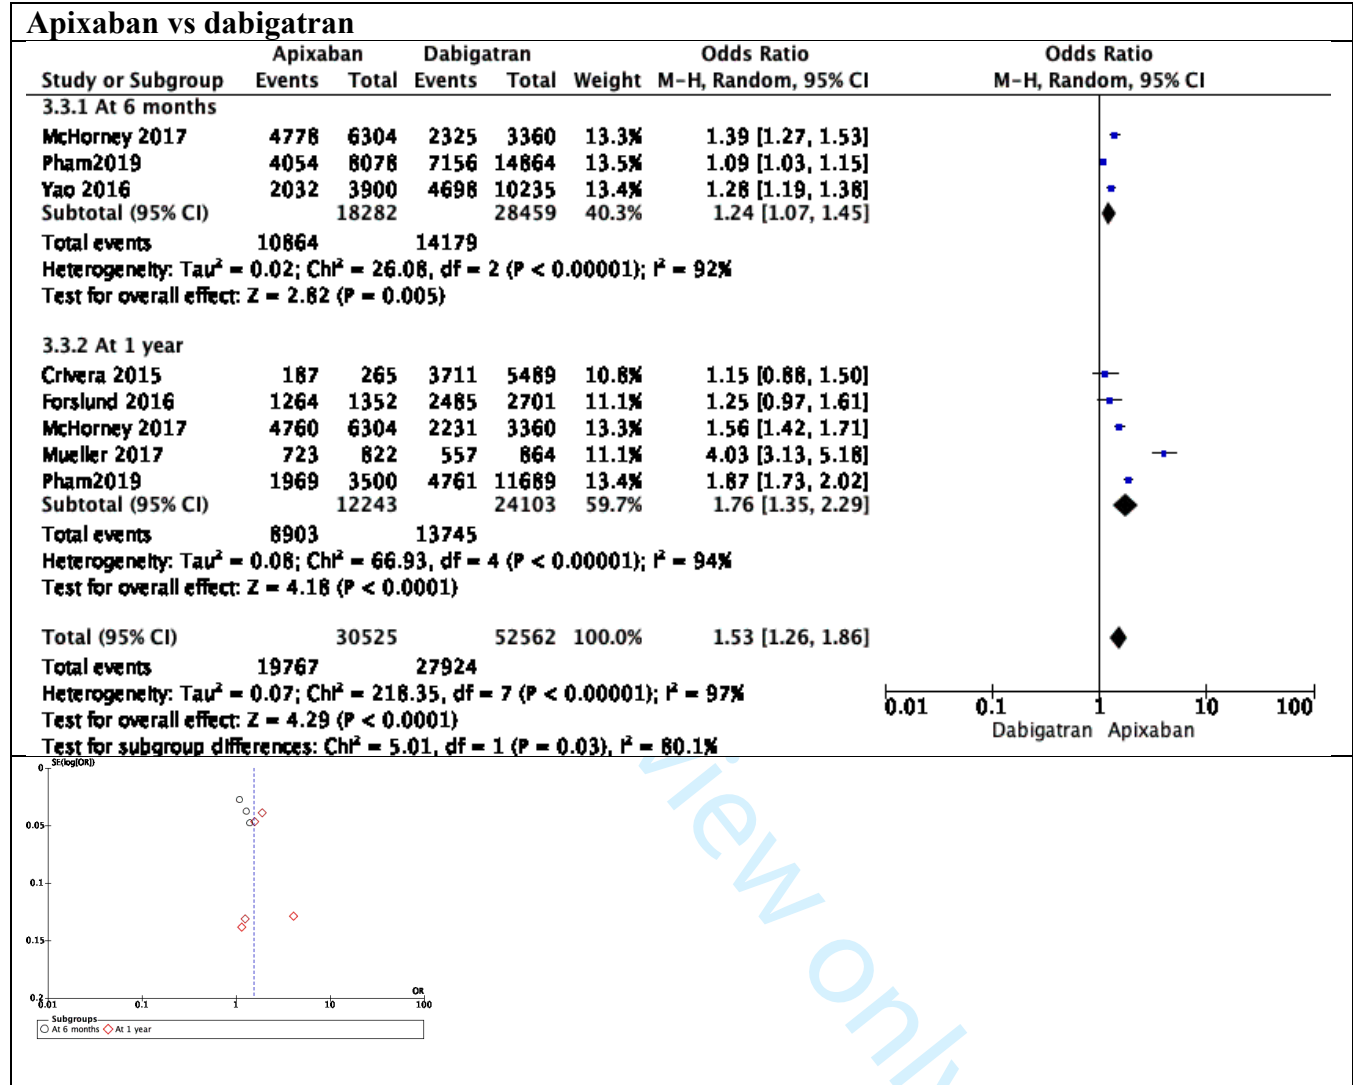 Apixaban vs dabigatran
Apixaban Dabigatran Odds Ratio Odds Ratio
Study or Subgroup Events Total Events Total Weight M-H, Random, 95% CI M-H, Random, 95% CI
3.3.1 At 6 months
McHorney 2017 4778 6304 2325 3360 13.3% 1.39 [1.27, 1.53]
Pham2019 4054 8078 7156 14864 13.5% 1.09 [1.03, 1.15]
Yao 2016 2032 3900 4698 10235 13.4% 1.28 [1.19, 1.38]
Subtotal (95% CI) 18282 28459 40.3% 1.24 [1.07, 1.45]
Total events 10864 14179
Heterogeneity: Tau² = 0.02; Chi² = 26.08, df = 2 (P < 0.00001); I² = 92%
Test for overall effect: Z = 2.82 (P = 0.005)
3.3.2 At 1 year
Crivera 2015 187 265 3711 5489 10.8% 1.15 [0.88, 1.50]
Forslund 2016 1264 1352 2485 2701 11.1% 1.25 [0.97, 1.61]
McHorney 2017 4760 6304 2231 3360 13.3% 1.56 [1.42, 1.71]
Mueller 2017 723 822 557 864 11.1% 4.03 [3.13, 5.18]
Pham2019 1969 3500 4761 11689 13.4% 1.87 [1.73, 2.02]
Subtotal (95% CI) 12243 24103 59.7% 1.76 [1.35, 2.29]
Total events 8903 13745
Heterogeneity: Tau² = 0.08; Chi² = 66.93, df = 4 (P < 0.00001); I² = 94%
Test for overall effect: Z = 4.18 (P < 0.0001)
Total (95% CI) 30525 52562 100.0% 1.53 [1.26, 1.86]
Total events 19767 27924
Heterogeneity: Tau² = 0.07; Chi² = 218.35, df = 7 (P < 0.00001); I² = 97%
Test for overall effect: Z = 4.29 (P < 0.0001)
Test for subgroup differences: Chi² = 5.01, df = 1 (P = 0.03), I² = 80.1%
0.01 0.1 1 10 100
Dabigatran Apixaban
SE(log[OR])
0
0.05
0.1
0.15
0.2
OR
0.01 0.1 1 10 100
Subgroups
At 6 months At 1 year
view only